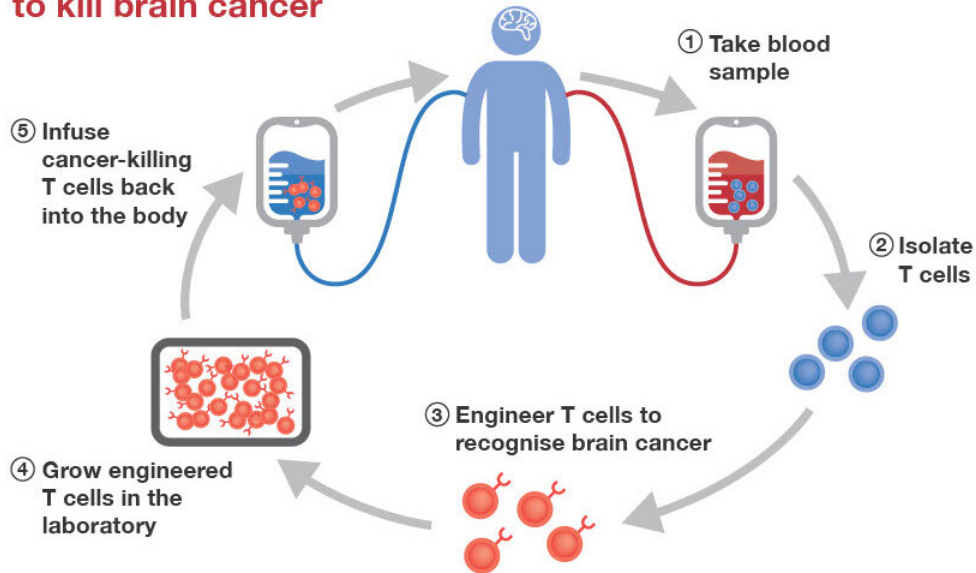 to kill brain cancer
① Take blood
sample
② Isolate
T cells
③ Engineer T cells to
recognise brain cancer
④ Grow engineered
T cells in the
laboratory
⑤ Infuse
cancer-killing
T cells back
into the body